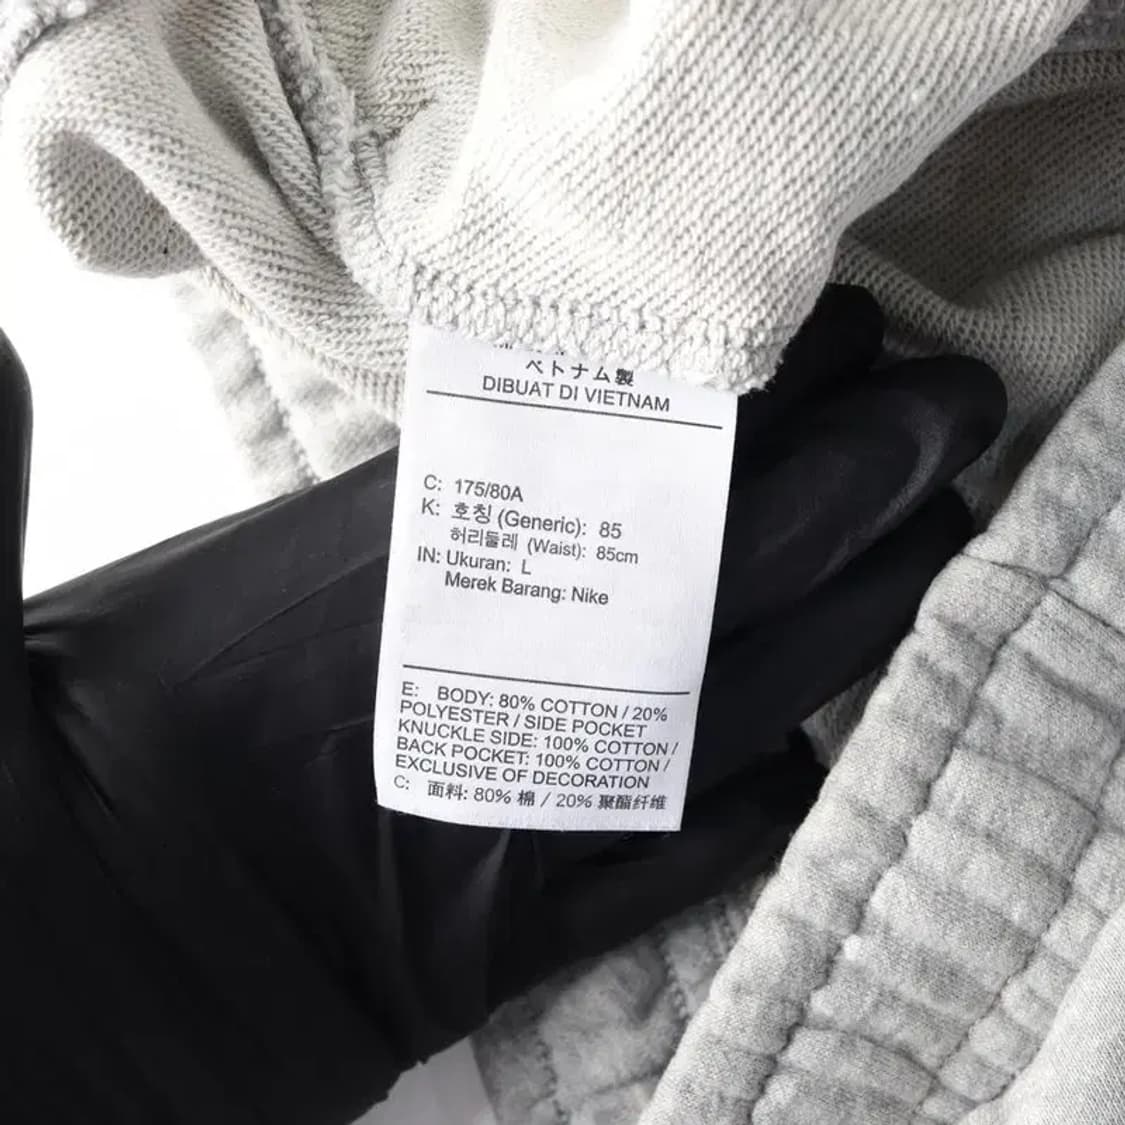 ベトナム製
DIBUAT DI VIETNAM
C: 175/80A
K: 호칭 (Generic): 85
허리둘레 (Waist): 85cm
IN: Ukuran: L
Merek Barang: Nike
E: BODY: 80% COTTON / 20%
POLYESTER / SIDE POCKET
KNUCKLE SIDE: 100% COTTON /
BACK POCKET: 100% COTTON /
EXCLUSIVE OF DECORATION
C: 面料: 80% 棉 / 20% 聚酯纤维